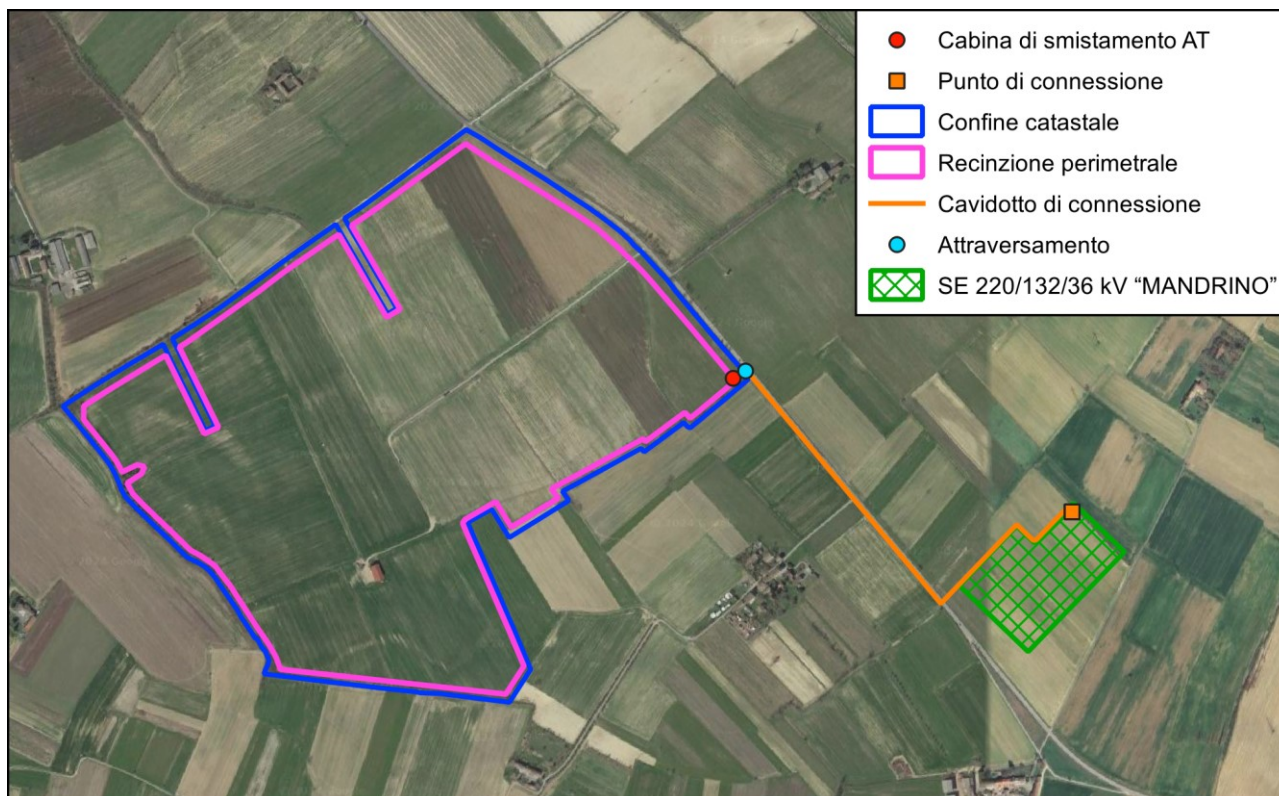 Cabina di smistamento AT
Punto di connessione
Confine catastale
Recinzione perimetrale
Cavidotto di connessione
Attraversamento
SE 220/132/36 kV “MANDRINO”